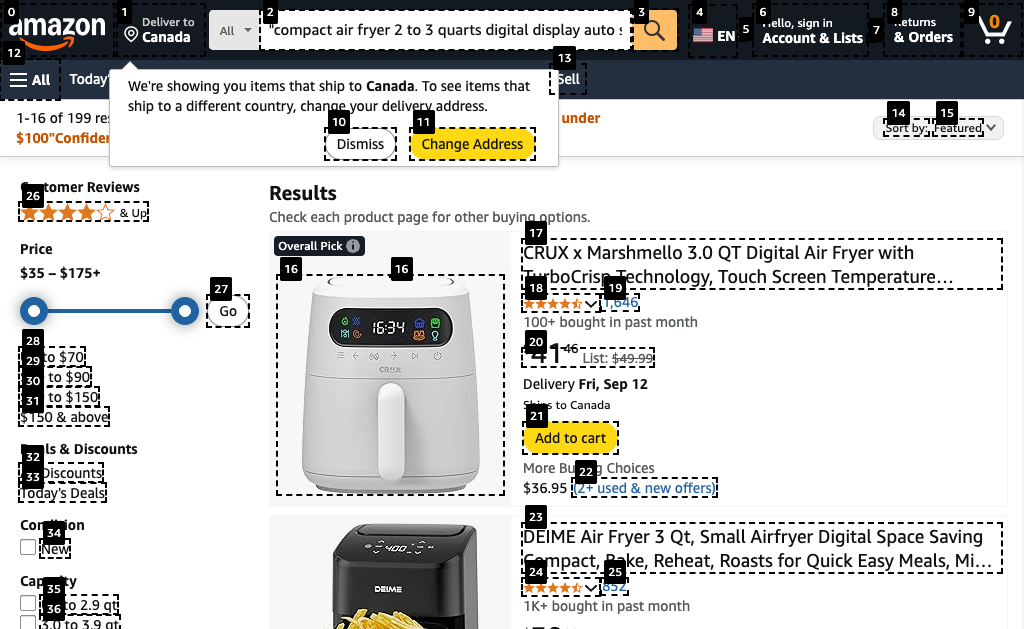 0
1
2
3
4
5
6
7
8
9
amazon
Deliver to
Canada
All
"compact air fryer 2 to 3 quarts digital display auto s
EN
Hello, sign in
Account & Lists
Returns
& Orders
0
12
13
All
Today'
Sell
We're showing you items that ship to Canada. To see items that
ship to a different country, change your delivery address.
10
11
Dismiss
Change Address
1-16 of 199 res
under
$100"Confiden
14
15
Sort by:
Featured
26
Customer Reviews
& Up
Price
$35 – $175+
27
Go
28
29
30
31
to $70
to $90
to $150
$150 & above
Deals & Discounts
32
33
Discounts
Today's Deals
Condition
34
New
Capacity
35
36
to 2.9 qt
3.0 to 3.9 qt
Results
Check each product page for other buying options.
Overall Pick
16
16
16:34
CRUX
17
CRUX x Marshmello 3.0 QT Digital Air Fryer with
TurboCrisp Technology, Touch Screen Temperature…
18
19
1,646
100+ bought in past month
20
41 46
List: $49.99
Delivery Fri, Sep 12
Ships to Canada
21
Add to cart
More Buying Choices
22
$36.95 (2+ used & new offers)
400
DEIME
23
DEIME Air Fryer 3 Qt, Small Airfryer Digital Space Saving
Compact, Bake, Reheat, Roasts for Quick Easy Meals, Mi…
24
25
852
1K+ bought in past month